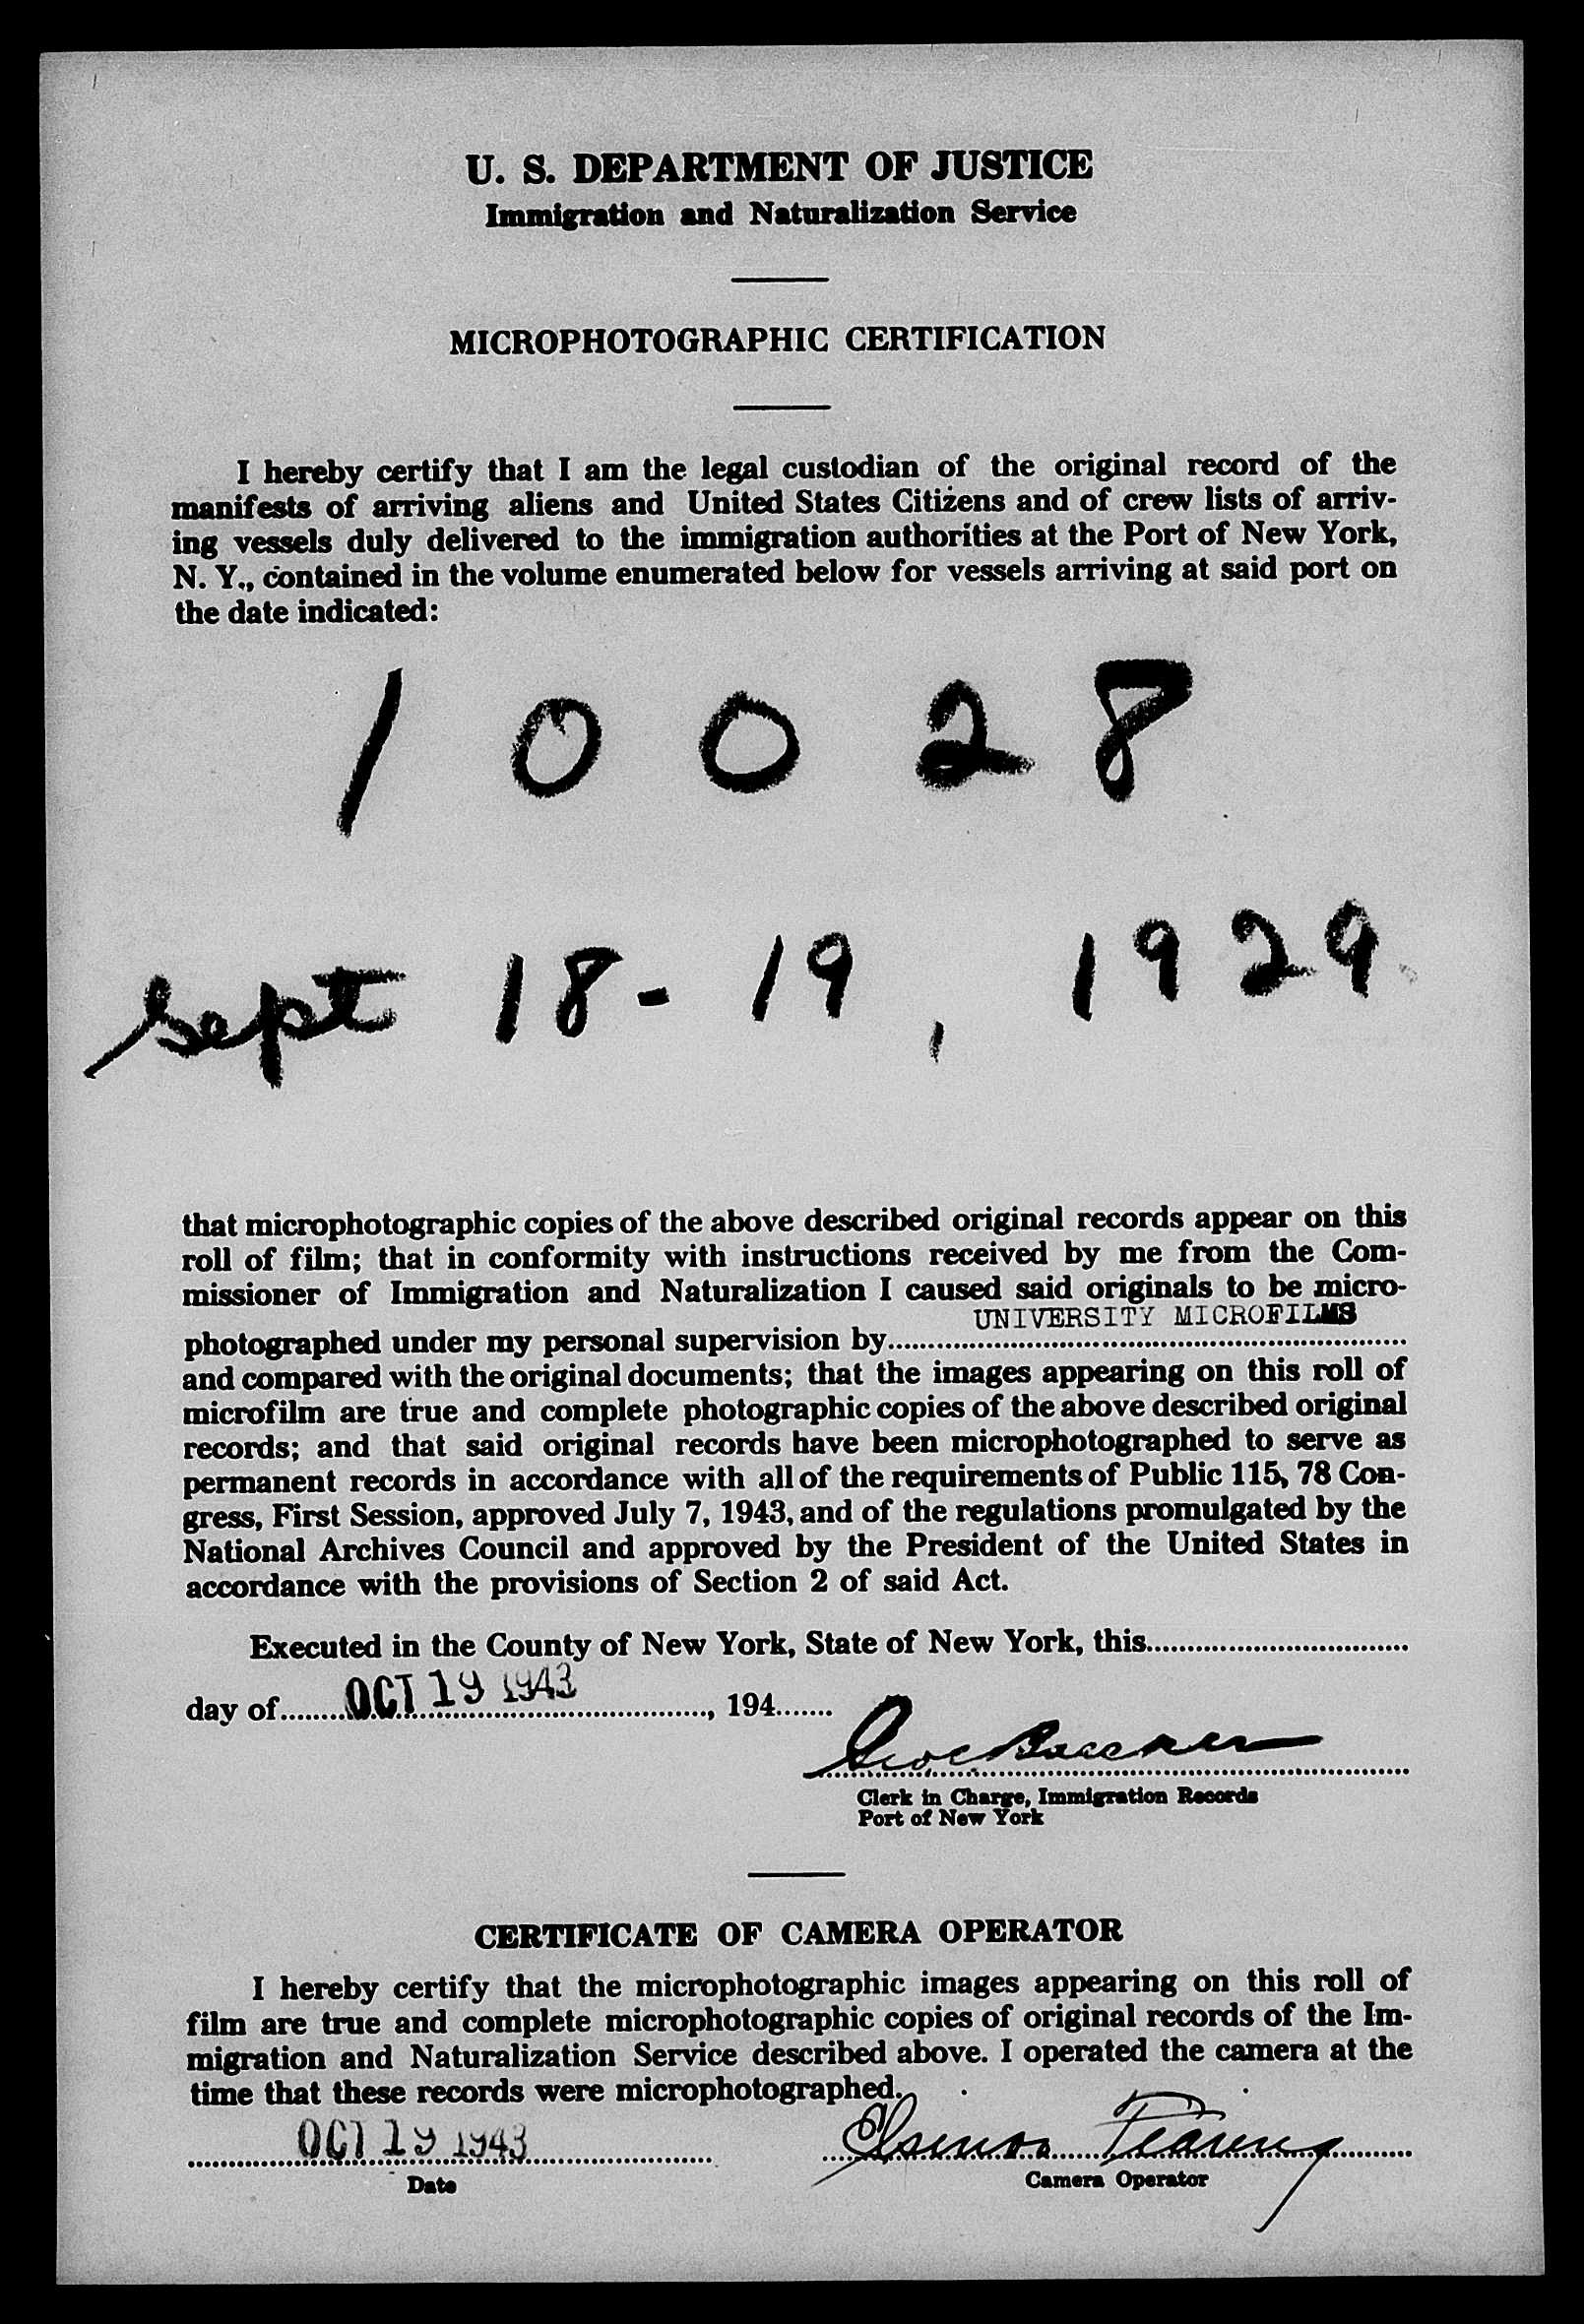 U. S. DEPARTMENT OF JUSTICE
Immigration and Naturalization Service
MICROPHOTOGRAPHIC CERTIFICATION
I hereby certify that I am the legal custodian of the original record of the
manifests of arriving aliens and United States Citizens and of crew lists of arriv-
ing vessels duly delivered to the immigration authorities at the Port of New York,
N. Y., contained in the volume enumerated below for vessels arriving at said port on
the date indicated:
10028
Sept 18-19, 1929
that microphotographic copies of the above described original records appear on this
roll of film; that in conformity with instructions received by me from the Com-
missioner of Immigration and Naturalization I caused said originals to be micro-
UNIVERSITY MICROFILMS
photographed under my personal supervision by
and compared with the original documents; that the images appearing on this roll of
microfilm are true and complete photographic copies of the above described original
records; and that said original records have been microphotographed to serve as
permanent records in accordance with all of the requirements of Public 115, 78 Con-
gress, First Session, approved July 7, 1943, and of the regulations promulgated by the
National Archives Council and approved by the President of the United States in
accordance with the provisions of Section 2 of said Act.
Executed in the County of New York, State of New York, this
day of OCT 19 1943, 194
Clerk in Charge, Immigration Records
Port of New York
CERTIFICATE OF CAMERA OPERATOR
I hereby certify that the microphotographic images appearing on this roll of
film are true and complete microphotographic copies of original records of the Im-
migration and Naturalization Service described above. I operated the camera at the
time that these records were microphotographed.
OCT 19 1943
Date
Camera Operator